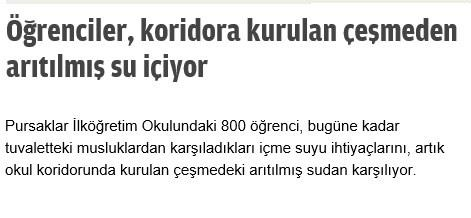 Öğrenciler, koridora kurulan çeşmeden
arıtılmış su içiyor
Pursaklar İlköğretim Okulundaki 800 öğrenci, bugüne kadar
tuvaletteki musluklardan karşıladıkları içme suyu ihtiyaçlarını, artık
okul koridorunda kurulan çeşmedeki arıtılmış sudan karşılıyor.